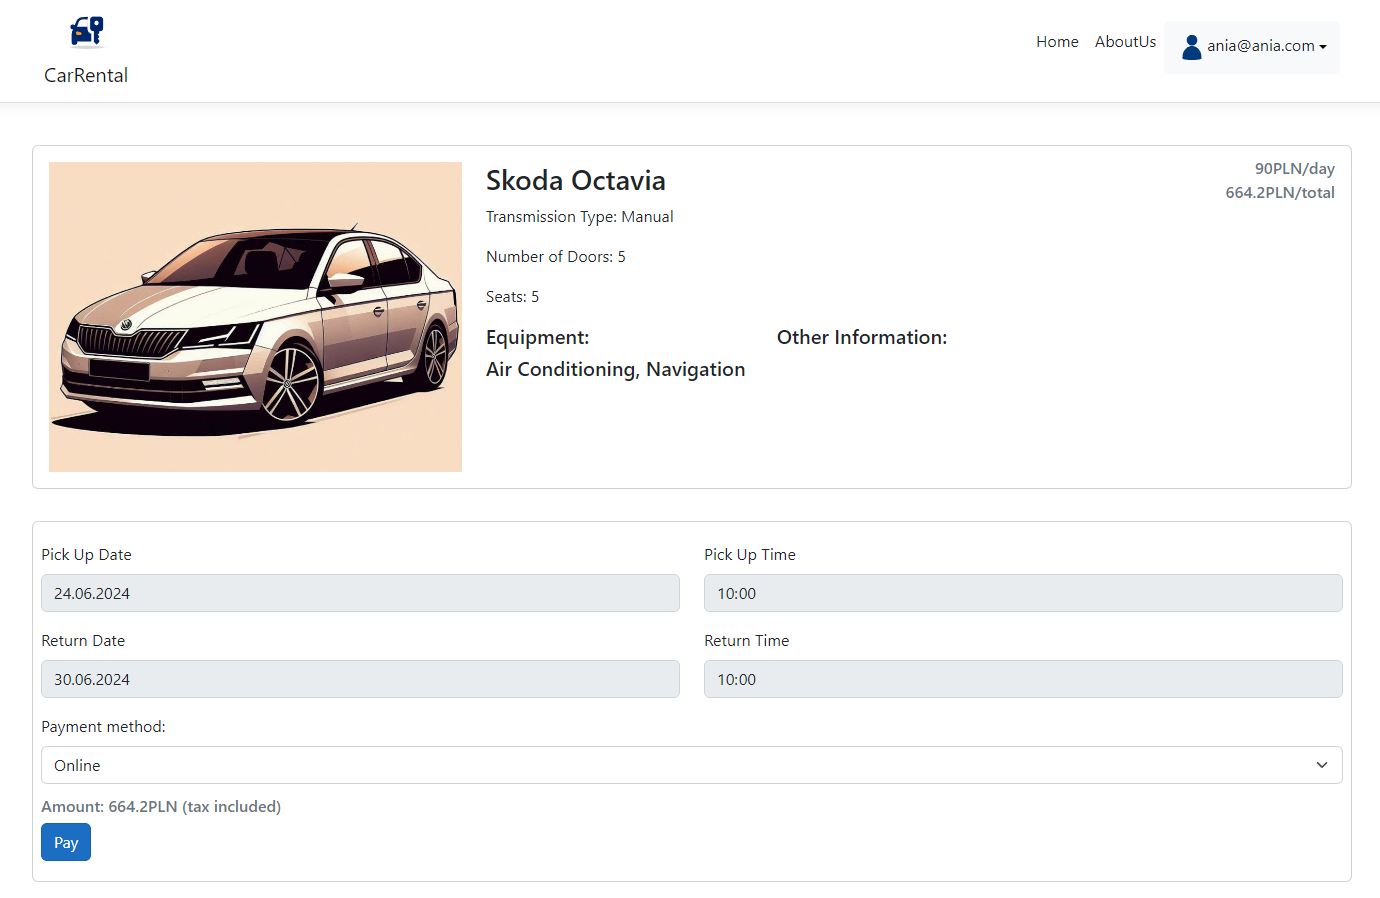 CarRental
Home
AboutUs
ania@ania.com
Skoda Octavia
90PLN/day
664.2PLN/total
Transmission Type: Manual
Number of Doors: 5
Seats: 5
Equipment:
Air Conditioning, Navigation
Other Information:
Pick Up Date
24.06.2024
Pick Up Time
10:00
Return Date
30.06.2024
Return Time
10:00
Payment method:
Online
Amount: 664.2PLN (tax included)
Pay